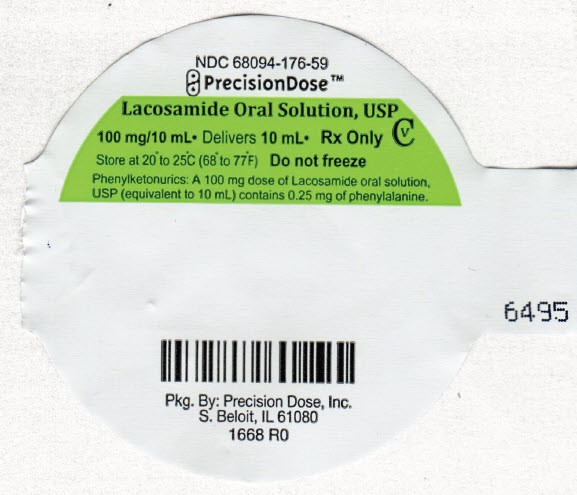 NDC 68094-176-59
PrecisionDose™
Lacosamide Oral Solution, USP
100 mg/10 mL• Delivers 10 mL• Rx Only CV
Store at 20° to 25°C (68° to 77°F) Do not freeze
Phenylketonurics: A 100 mg dose of Lacosamide oral solution,
USP (equivalent to 10 mL) contains 0.25 mg of phenylalanine.
6495
Pkg. By: Precision Dose, Inc.
S. Beloit, IL 61080
1668 R0